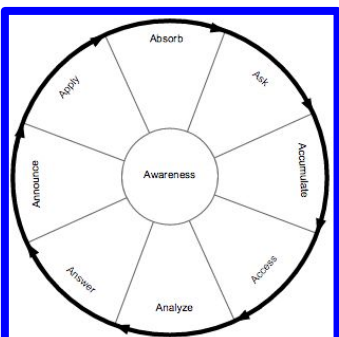 Absorb
Ask
Accumulate
Access
Analyze
Answer
Announce
Apply
Awareness